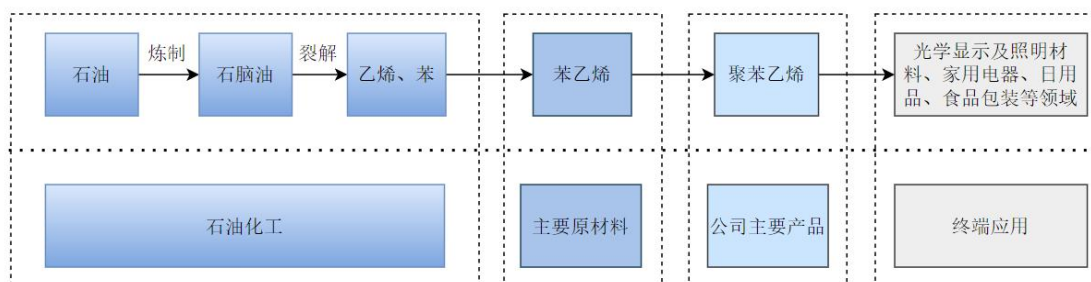 炼制
裂解
石油
石脑油
乙烯、苯
苯乙烯
聚苯乙烯
光学显示及照明材
料、家用电器、日用
品、食品包装等领域
石油化工
主要原材料
公司主要产品
终端应用